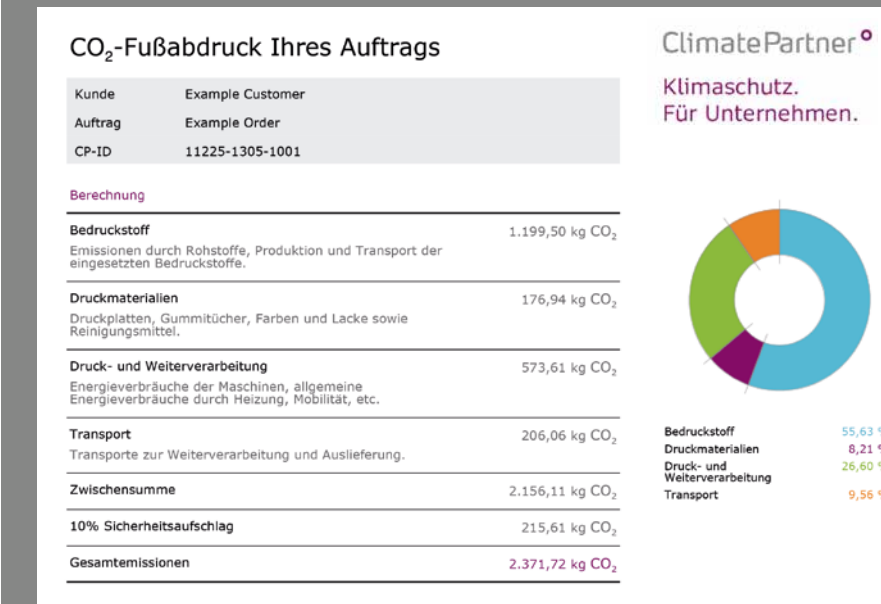 CO₂-Fußabdruck Ihres Auftrags
ClimatePartner°
Klimaschutz.
Für Unternehmen.
Kunde Example Customer
Auftrag Example Order
CP-ID 11225-1305-1001
Berechnung
Bedruckstoff 1.199,50 kg CO₂
Emissionen durch Rohstoffe, Produktion und Transport der
eingesetzten Bedruckstoffe.
Druckmaterialien 176,94 kg CO₂
Druckplatten, Gummitücher, Farben und Lacke sowie
Reinigungsmittel.
Druck- und Weiterverarbeitung 573,61 kg CO₂
Energieverbräuche der Maschinen, allgemeine
Energieverbräuche durch Heizung, Mobilität, etc.
Transport 206,06 kg CO₂
Transporte zur Weiterverarbeitung und Auslieferung.
Zwischensumme 2.156,11 kg CO₂
10% Sicherheitsaufschlag 215,61 kg CO₂
Gesamtemissionen 2.371,72 kg CO₂
Bedruckstoff 55,63 %
Druckmaterialien 8,21 %
Druck- und
Weiterverarbeitung 26,60 %
Transport 9,56 %